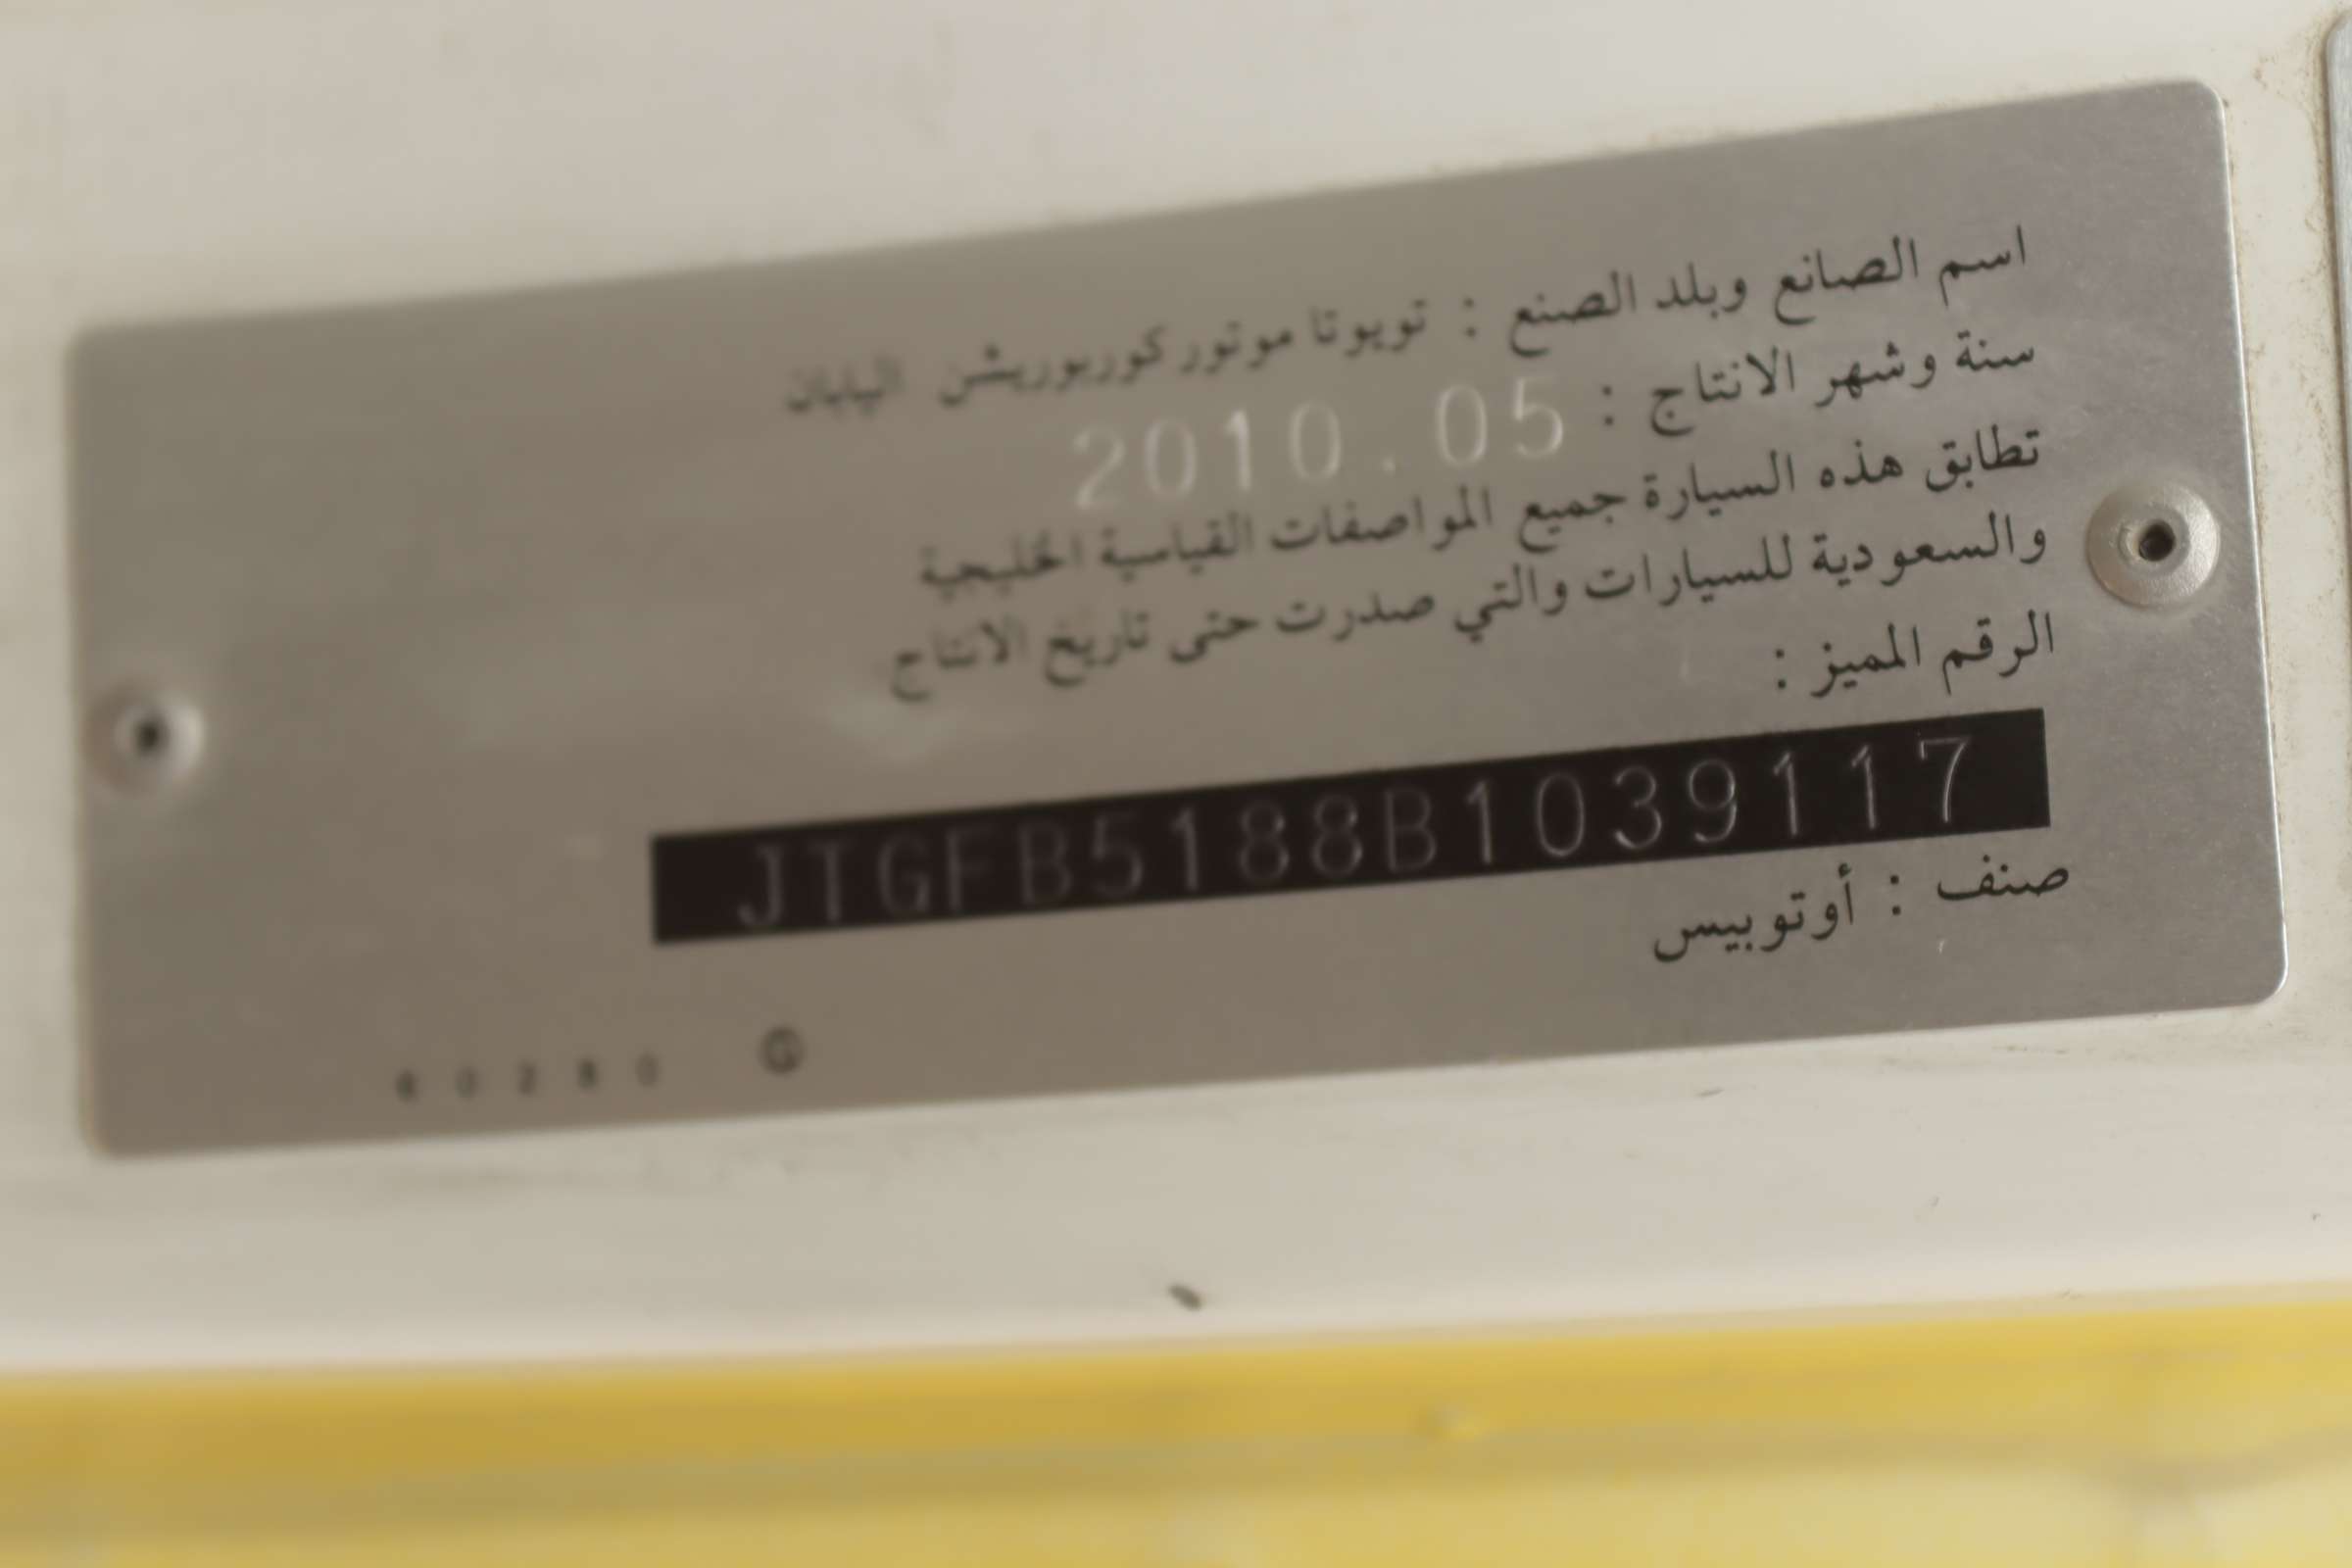 اسم الصانع وبلد الصنع : تويوتا موتور كوربوريشن اليابان
سنة وشهر الانتاج : 2010.05
تطابق هذه السيارة جميع المواصفات القياسية الخليجية
والسعودية للسيارات والتي صدرت حتى تاريخ الانتاج
الرقم المميز :
JTGFB5188B1039117
صنف : أوتوبيس